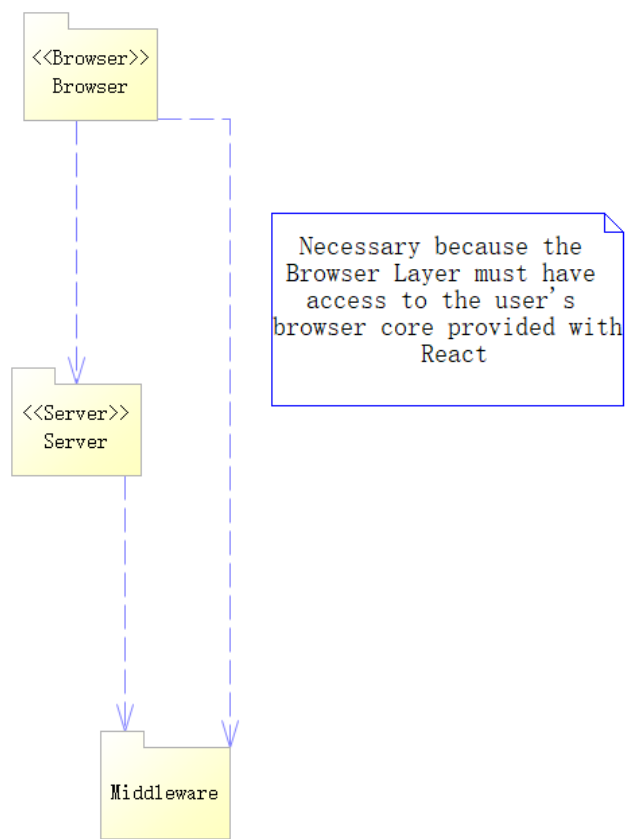 <<Browser>>
Browser
Necessary because the
Browser Layer must have
access to the user's
browser core provided with
React
<<Server>>
Server
Middleware